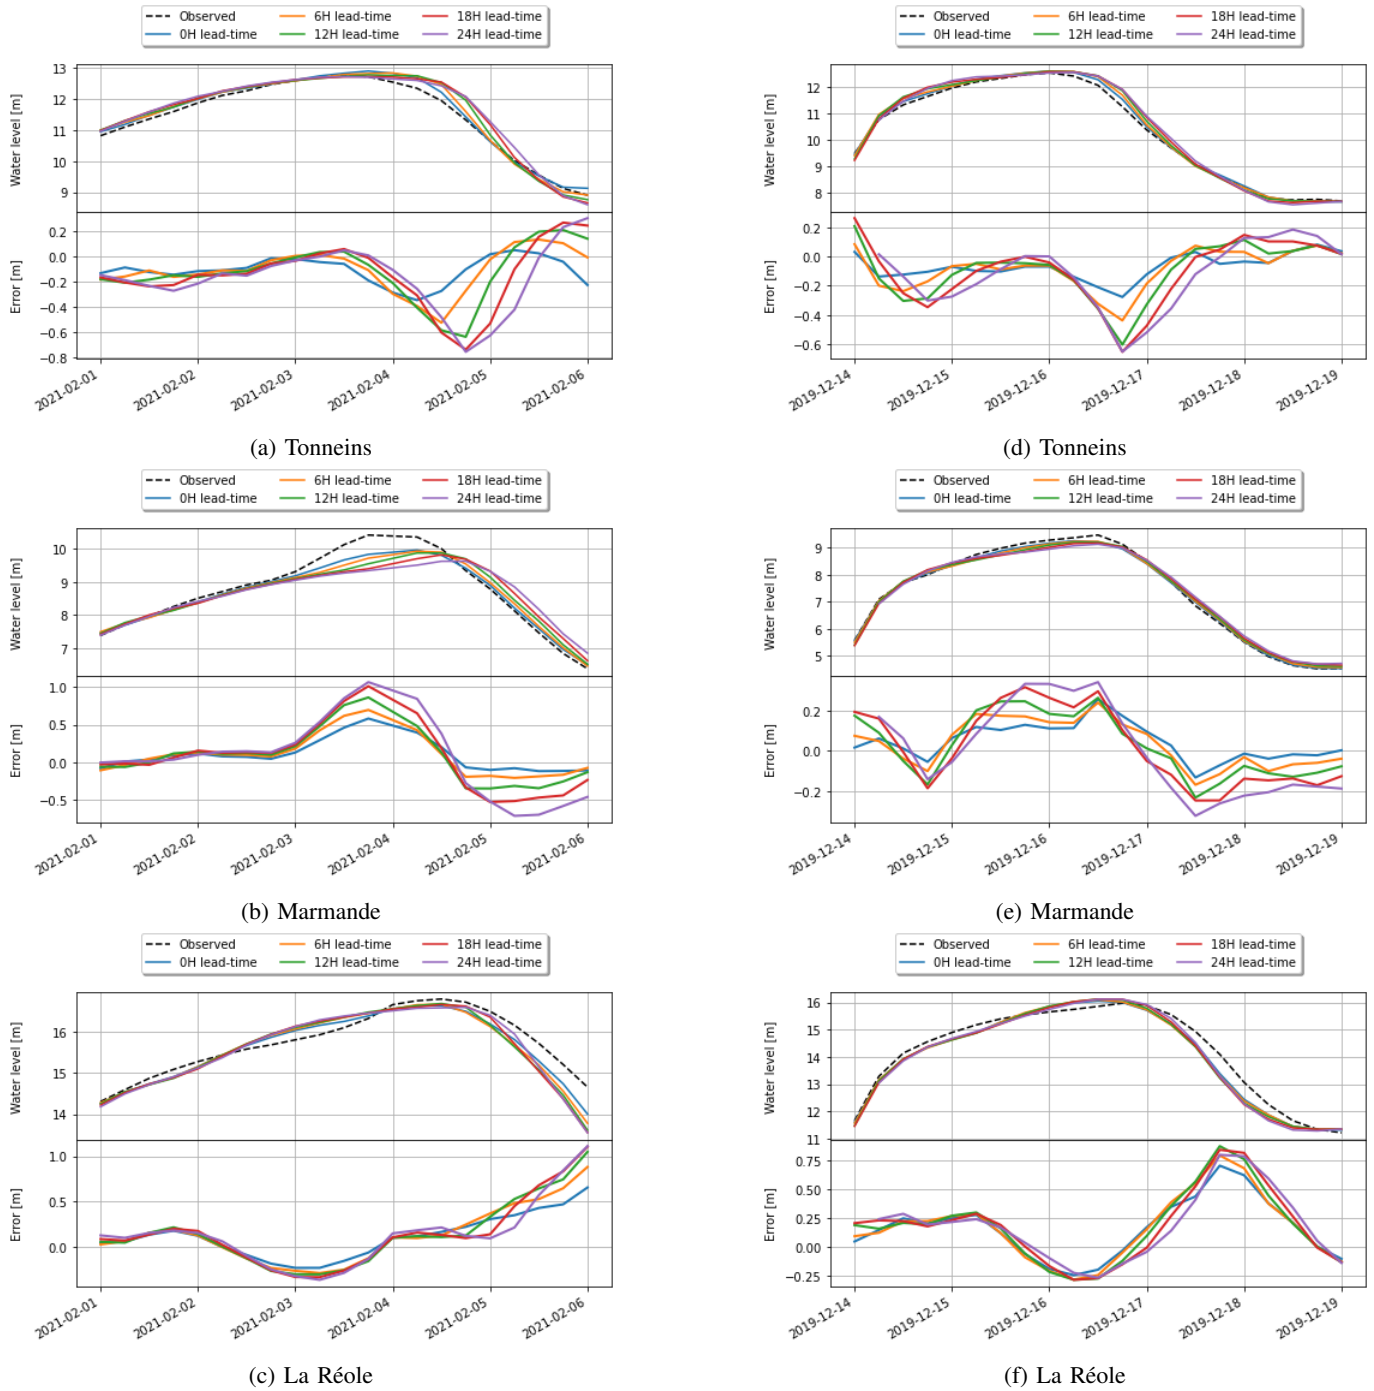 Observed
0H lead-time
6H lead-time
12H lead-time
18H lead-time
24H lead-time
Water level [m]
13
12
11
10
9
Error [m]
0.2
0.0
−0.2
−0.4
−0.6
−0.8
2021-02-01
2021-02-02
2021-02-03
2021-02-04
2021-02-05
2021-02-06
(a) Tonneins
Observed
0H lead-time
6H lead-time
12H lead-time
18H lead-time
24H lead-time
Water level [m]
12
11
10
9
8
Error [m]
0.2
0.0
−0.2
−0.4
−0.6
2019-12-14
2019-12-15
2019-12-16
2019-12-17
2019-12-18
2019-12-19
(d) Tonneins
Observed
0H lead-time
6H lead-time
12H lead-time
18H lead-time
24H lead-time
Water level [m]
10
9
8
7
Error [m]
1.0
0.5
0.0
−0.5
2021-02-01
2021-02-02
2021-02-03
2021-02-04
2021-02-05
2021-02-06
(b) Marmande
Observed
0H lead-time
6H lead-time
12H lead-time
18H lead-time
24H lead-time
Water level [m]
9
8
7
6
5
Error [m]
0.2
0.0
−0.2
2019-12-14
2019-12-15
2019-12-16
2019-12-17
2019-12-18
2019-12-19
(e) Marmande
Observed
0H lead-time
6H lead-time
12H lead-time
18H lead-time
24H lead-time
Water level [m]
16
15
14
Error [m]
1.0
0.5
0.0
2021-02-01
2021-02-02
2021-02-03
2021-02-04
2021-02-05
2021-02-06
(c) La Réole
Observed
0H lead-time
6H lead-time
12H lead-time
18H lead-time
24H lead-time
Water level [m]
16
15
14
13
12
11
Error [m]
0.75
0.50
0.25
0.00
−0.25
2019-12-14
2019-12-15
2019-12-16
2019-12-17
2019-12-18
2019-12-19
(f) La Réole